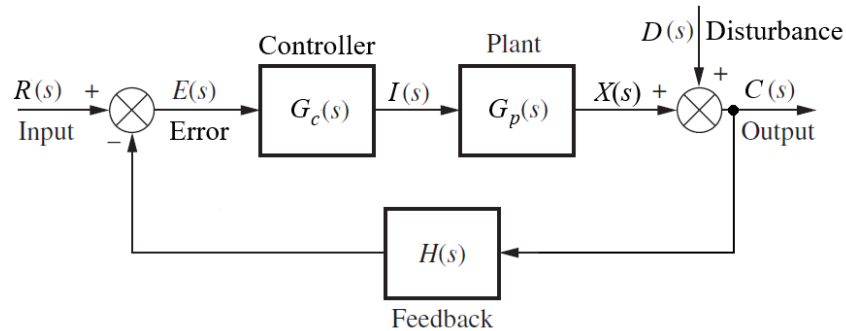 Controller
Plant
D(s) Disturbance
R(s) +
E(s)
G_c(s)
I(s)
G_p(s)
X(s) +
+
C(s)
Input
−
Error
Output
H(s)
Feedback